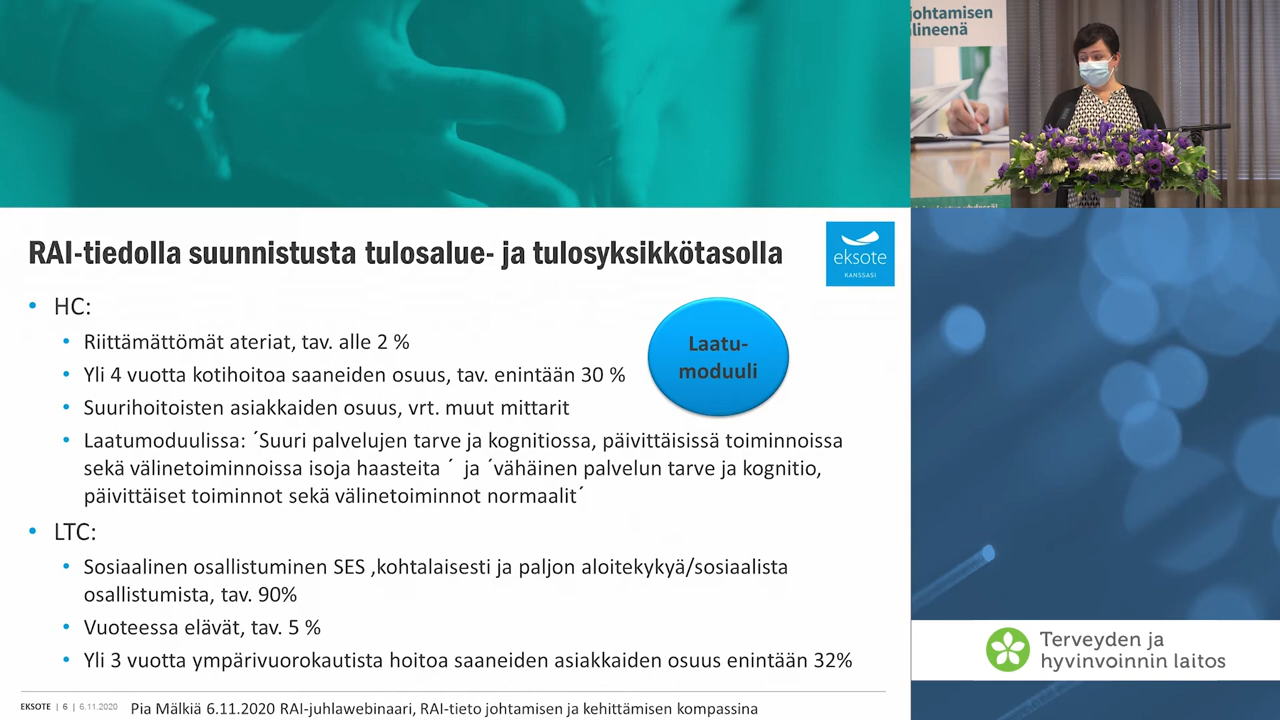 johtamisen
lineenä
RAI-tiedolla suunnistusta tulosalue- ja tulosyksikkötasolla
eksote
KANSSASI
• HC:
• Riittämättömät ateriat, tav. alle 2 %
• Yli 4 vuotta kotihoitoa saaneiden osuus, tav. enintään 30 %
• Suurihoitoisten asiakkaiden osuus, vrt. muut mittarit
• Laatumoduulissa: ´Suuri palvelujen tarve ja kognitiossa, päivittäisissä toiminnoissa
sekä välinetoiminnoissa isoja haasteita ´ ja ´vähäinen palvelun tarve ja kognitio,
päivittäiset toiminnot sekä välinetoiminnot normaalit´
Laatu-
moduuli
• LTC:
• Sosiaalinen osallistuminen SES ,kohtalaisesti ja paljon aloitekykyä/sosiaalista
osallistumista, tav. 90%
• Vuoteessa elävät, tav. 5 %
• Yli 3 vuotta ympärivuorokautista hoitoa saaneiden asiakkaiden osuus enintään 32%
EKSOTE | 6 | 6.11.2020 Pia Mälkiä 6.11.2020 RAI-juhlawebinaari, RAI-tieto johtamisen ja kehittämisen kompassina
Terveyden ja
hyvinvoinnin laitos